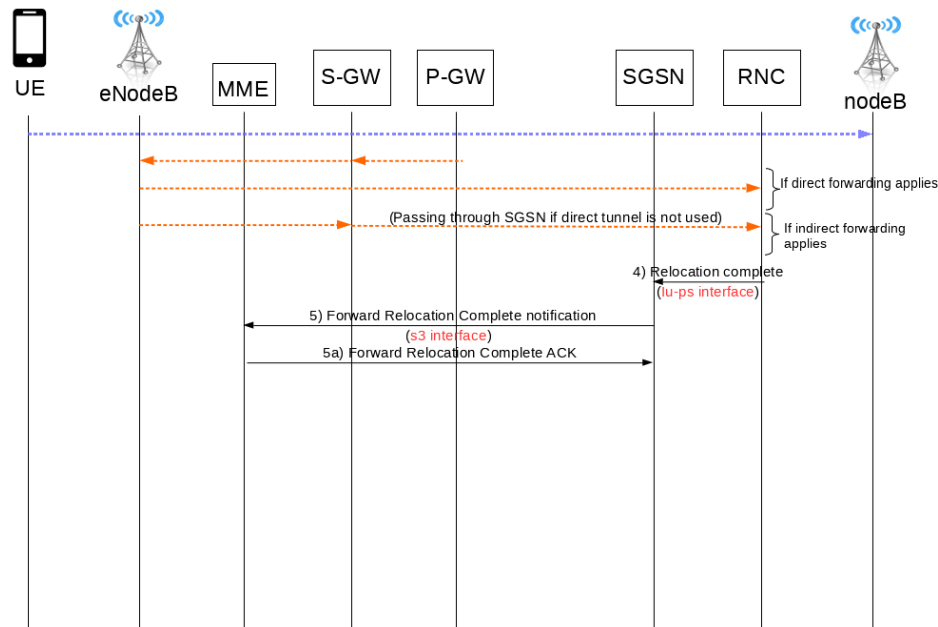 UE
eNodeB
MME
S-GW
P-GW
SGSN
RNC
nodeB
If direct forwarding applies
(Passing through SGSN if direct tunnel is not used)
If indirect forwarding
applies
4) Relocation complete
(Iu-ps interface)
5) Forward Relocation Complete notification
(s3 interface)
5a) Forward Relocation Complete ACK